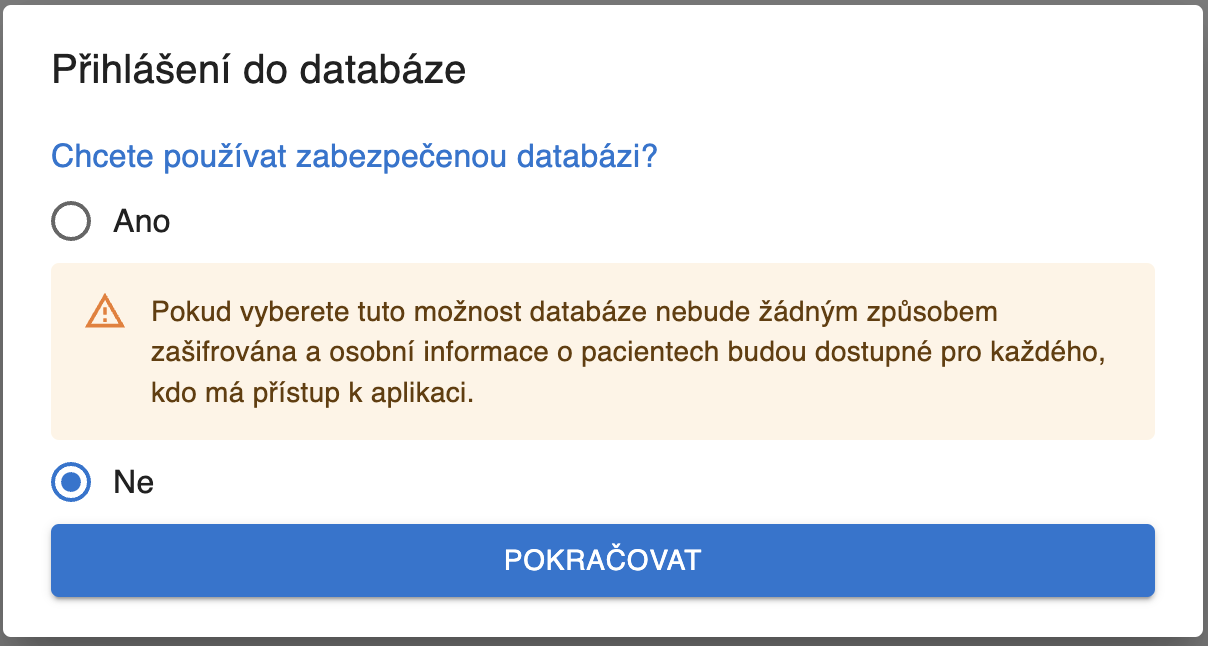 Přihlášení do databáze
Chcete používat zabezpečenou databázi?
Ano
Pokud vyberete tuto možnost databáze nebude žádným způsobem
zašifrována a osobní informace o pacientech budou dostupné pro každého,
kdo má přístup k aplikaci.
Ne
POKRAČOVAT